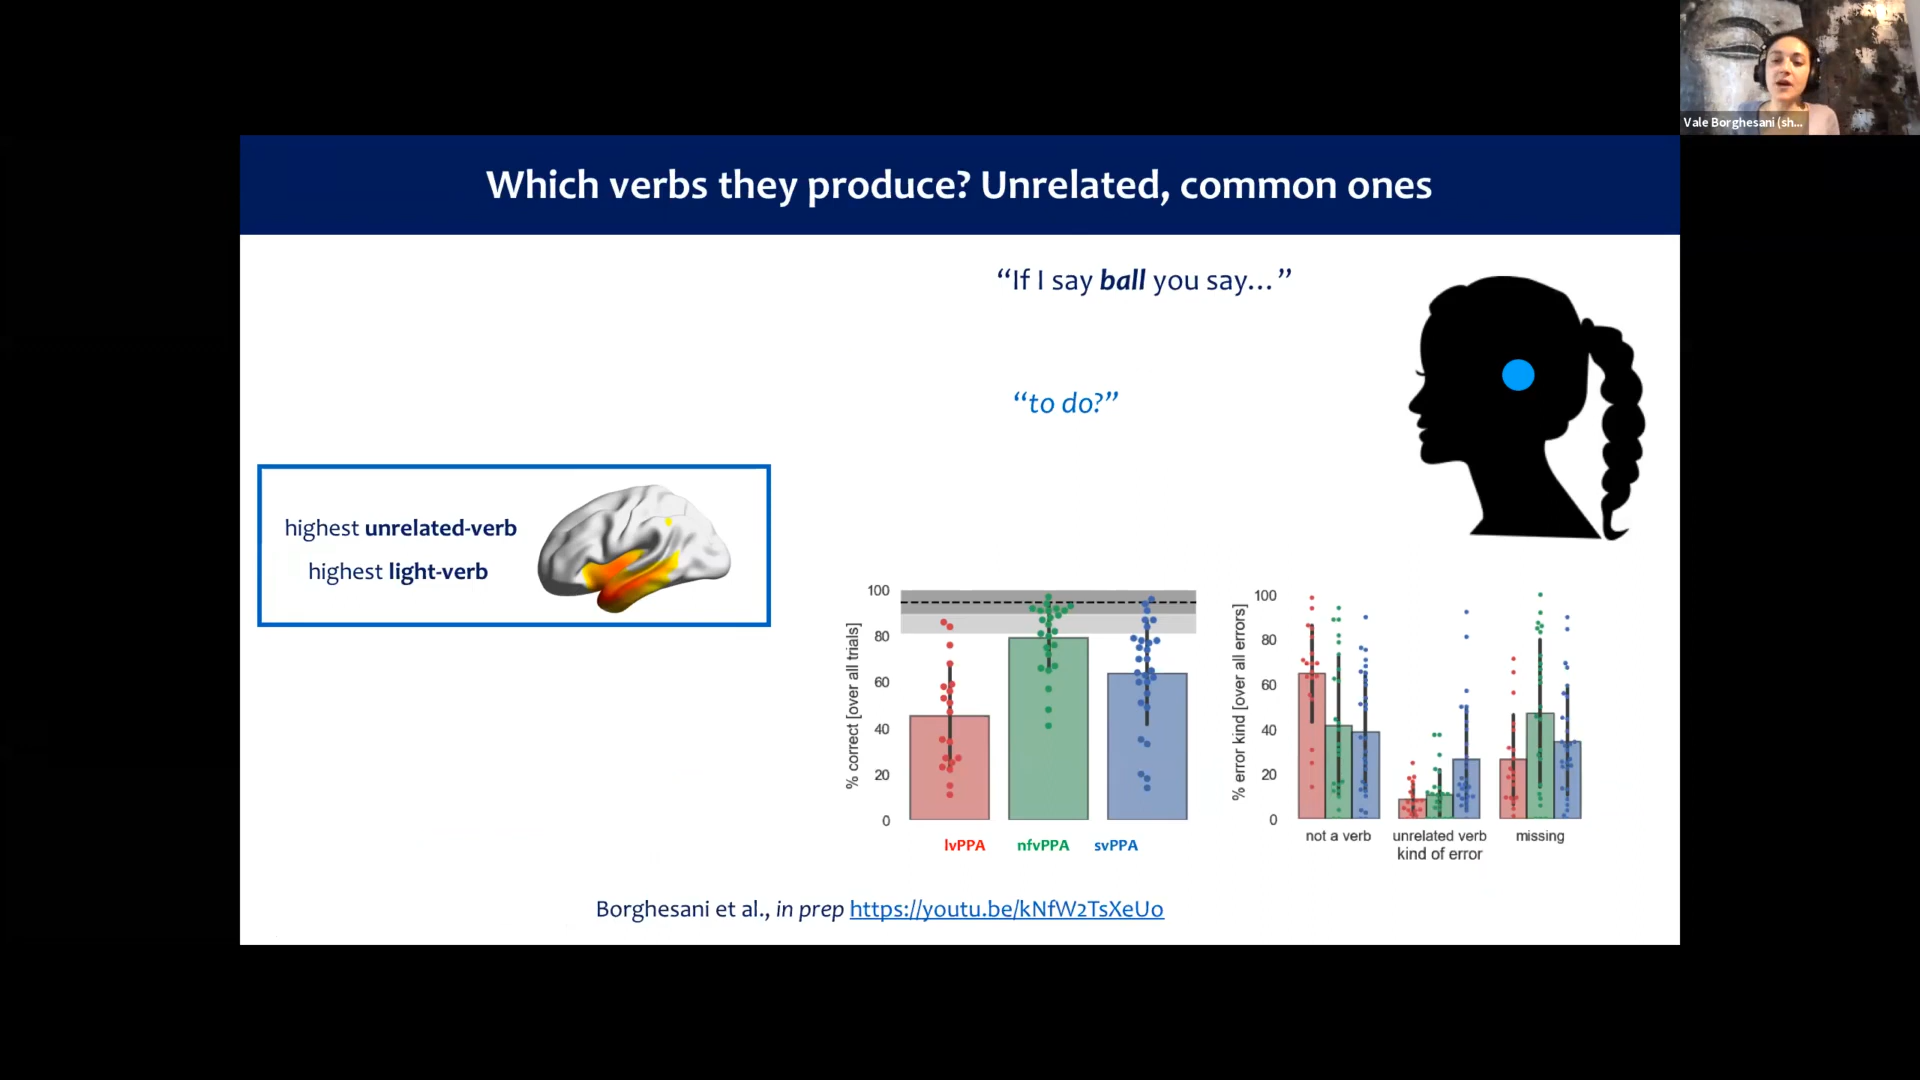 Vale Borghesani (sh...
Which verbs they produce? Unrelated, common ones
“If I say ball you say...”
“to do?”
highest unrelated-verb
highest light-verb
% correct [over all trials]
100
80
60
40
20
0
lvPPA nfvPPA svPPA
% error kind [over all errors]
100
80
60
40
20
0
not a verb unrelated verb missing
kind of error
Borghesani et al., in prep https://youtu.be/kNfW2TsXeUo